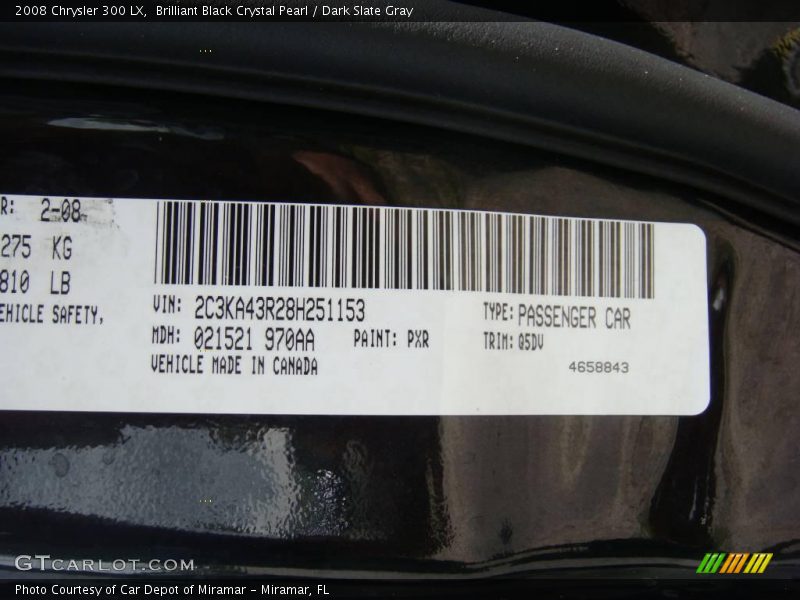 2008 Chrysler 300 LX,  Brilliant Black Crystal Pearl / Dark Slate Gray
R: 2-08
275 KG
810 LB
EHICLE SAFETY,
VIN: 2C3KA43R28H251153
TYPE: PASSENGER CAR
MDH: 021521 970AA
PAINT: PXR
TRIM: Q5DV
VEHICLE MADE IN CANADA
4658843
GTCARLOT.COM
Photo Courtesy of Car Depot of Miramar - Miramar, FL